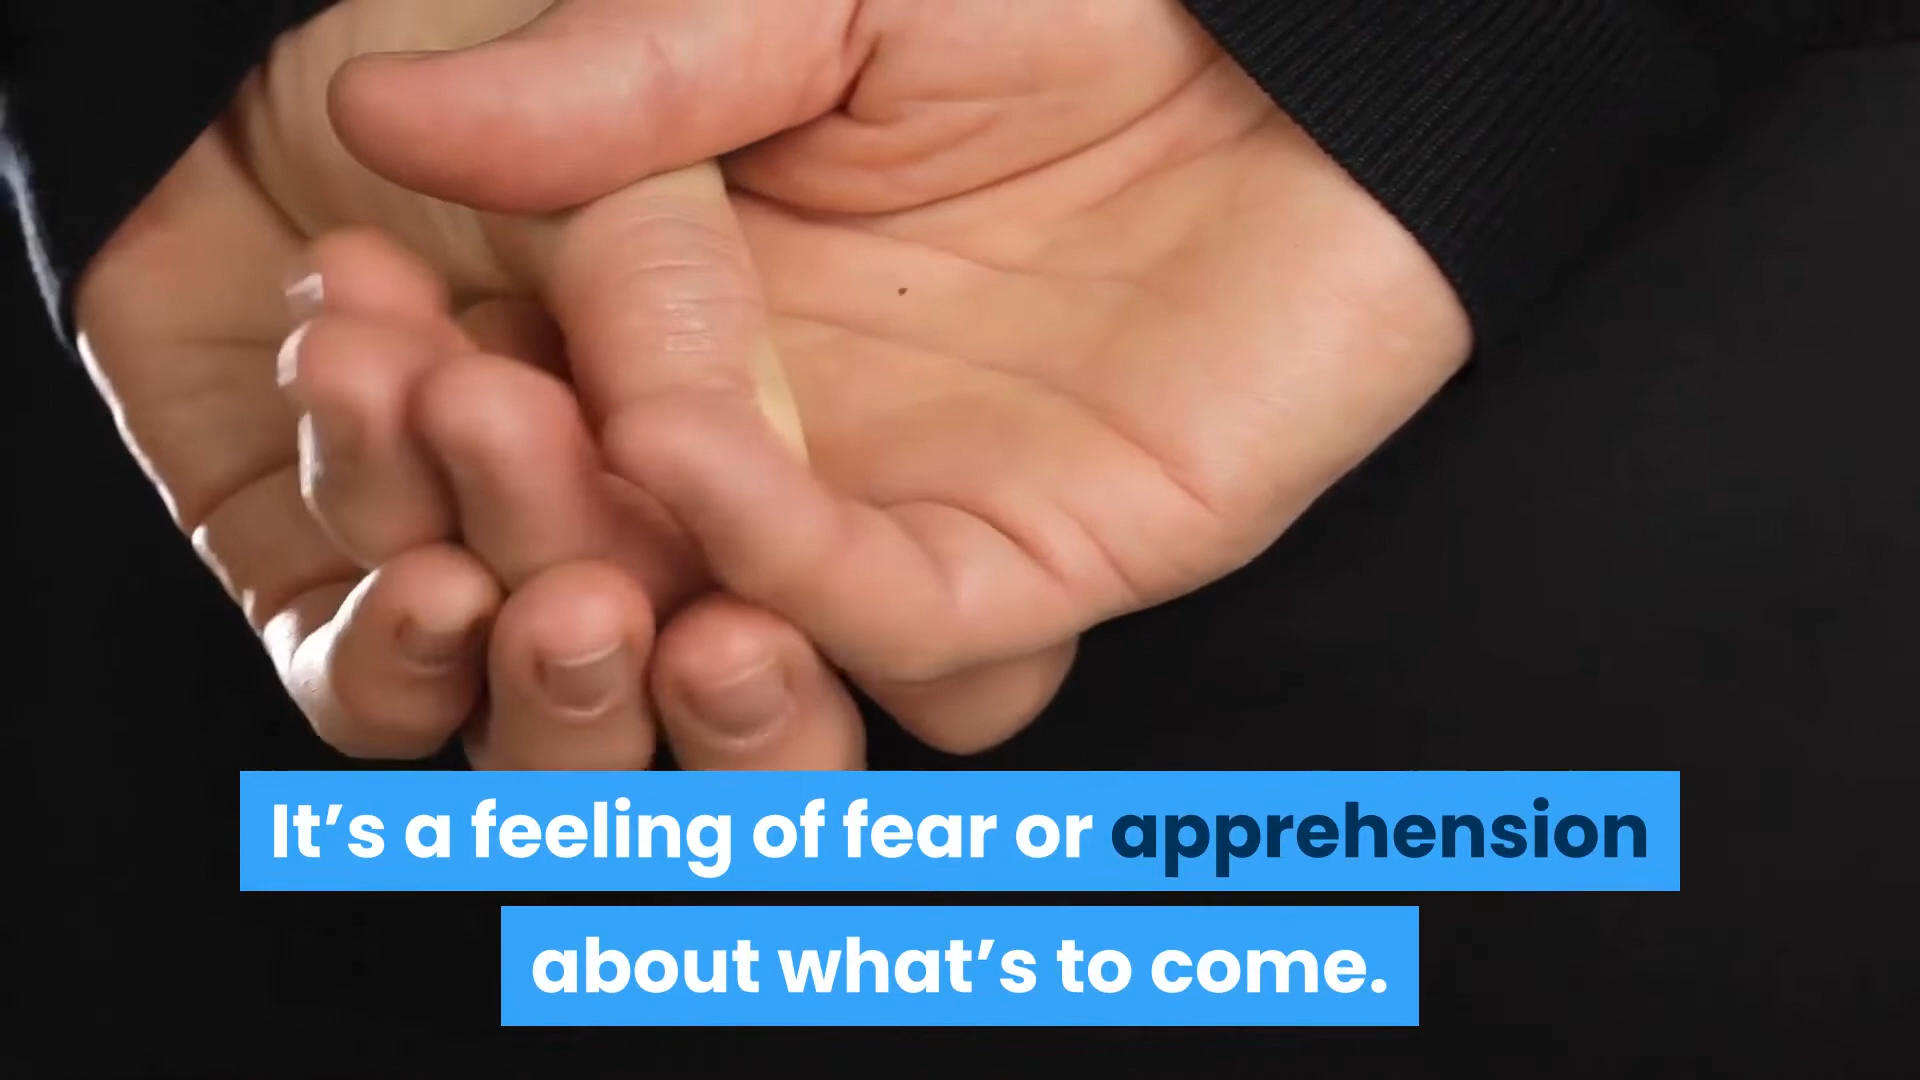 It’s a feeling of fear or apprehension
about what’s to come.